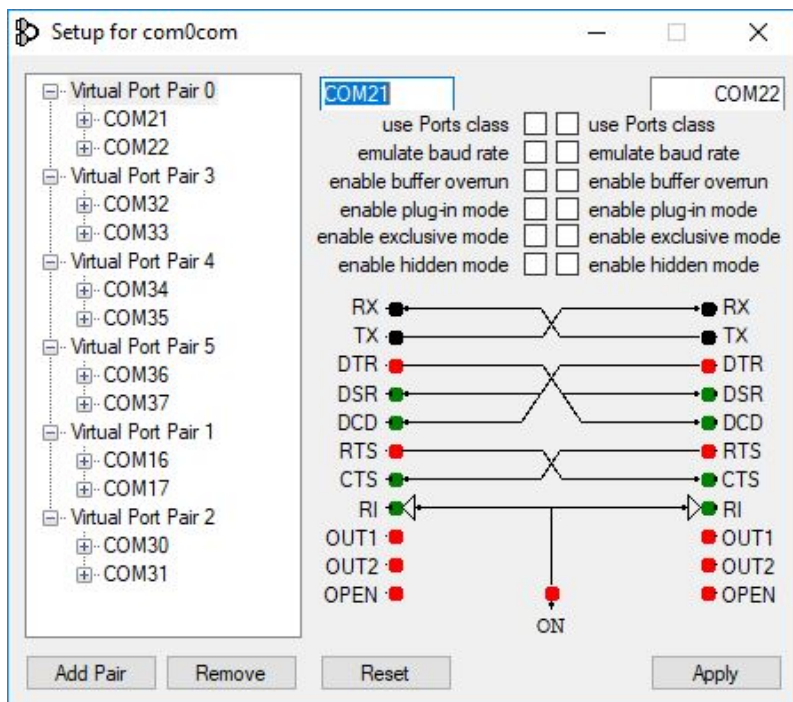 Setup for com0com
Virtual Port Pair 0
COM21
COM22
Virtual Port Pair 3
COM32
COM33
Virtual Port Pair 4
COM34
COM35
Virtual Port Pair 5
COM36
COM37
Virtual Port Pair 1
COM16
COM17
Virtual Port Pair 2
COM30
COM31
COM21 COM22
use Ports class use Ports class
emulate baud rate emulate baud rate
enable buffer overrun enable buffer overrun
enable plug-in mode enable plug-in mode
enable exclusive mode enable exclusive mode
enable hidden mode enable hidden mode
RX RX
TX TX
DTR DTR
DSR DSR
DCD DCD
RTS RTS
CTS CTS
RI RI
OUT1 OUT1
OUT2 OUT2
OPEN OPEN
ON
Add Pair Remove Reset Apply